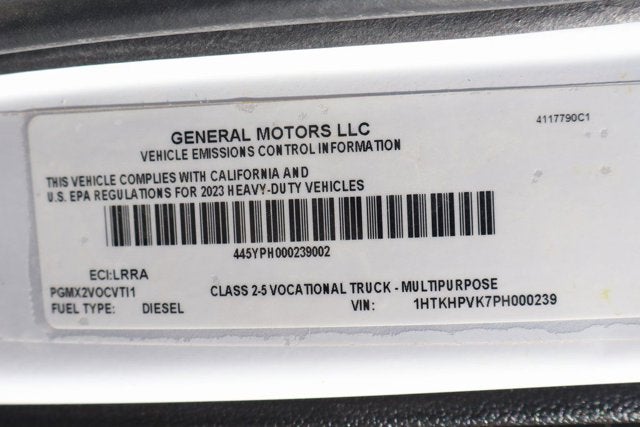 GENERAL MOTORS LLC
4117790C1
VEHICLE EMISSIONS CONTROL INFORMATION
THIS VEHICLE COMPLIES WITH CALIFORNIA AND
U.S. EPA REGULATIONS FOR 2023 HEAVY-DUTY VEHICLES
445YPH000239002
ECI:LRRA
PGMX2VOCVTI1 CLASS 2-5 VOCATIONAL TRUCK - MULTIPURPOSE
FUEL TYPE: DIESEL VIN: 1HTKHPVK7PH000239